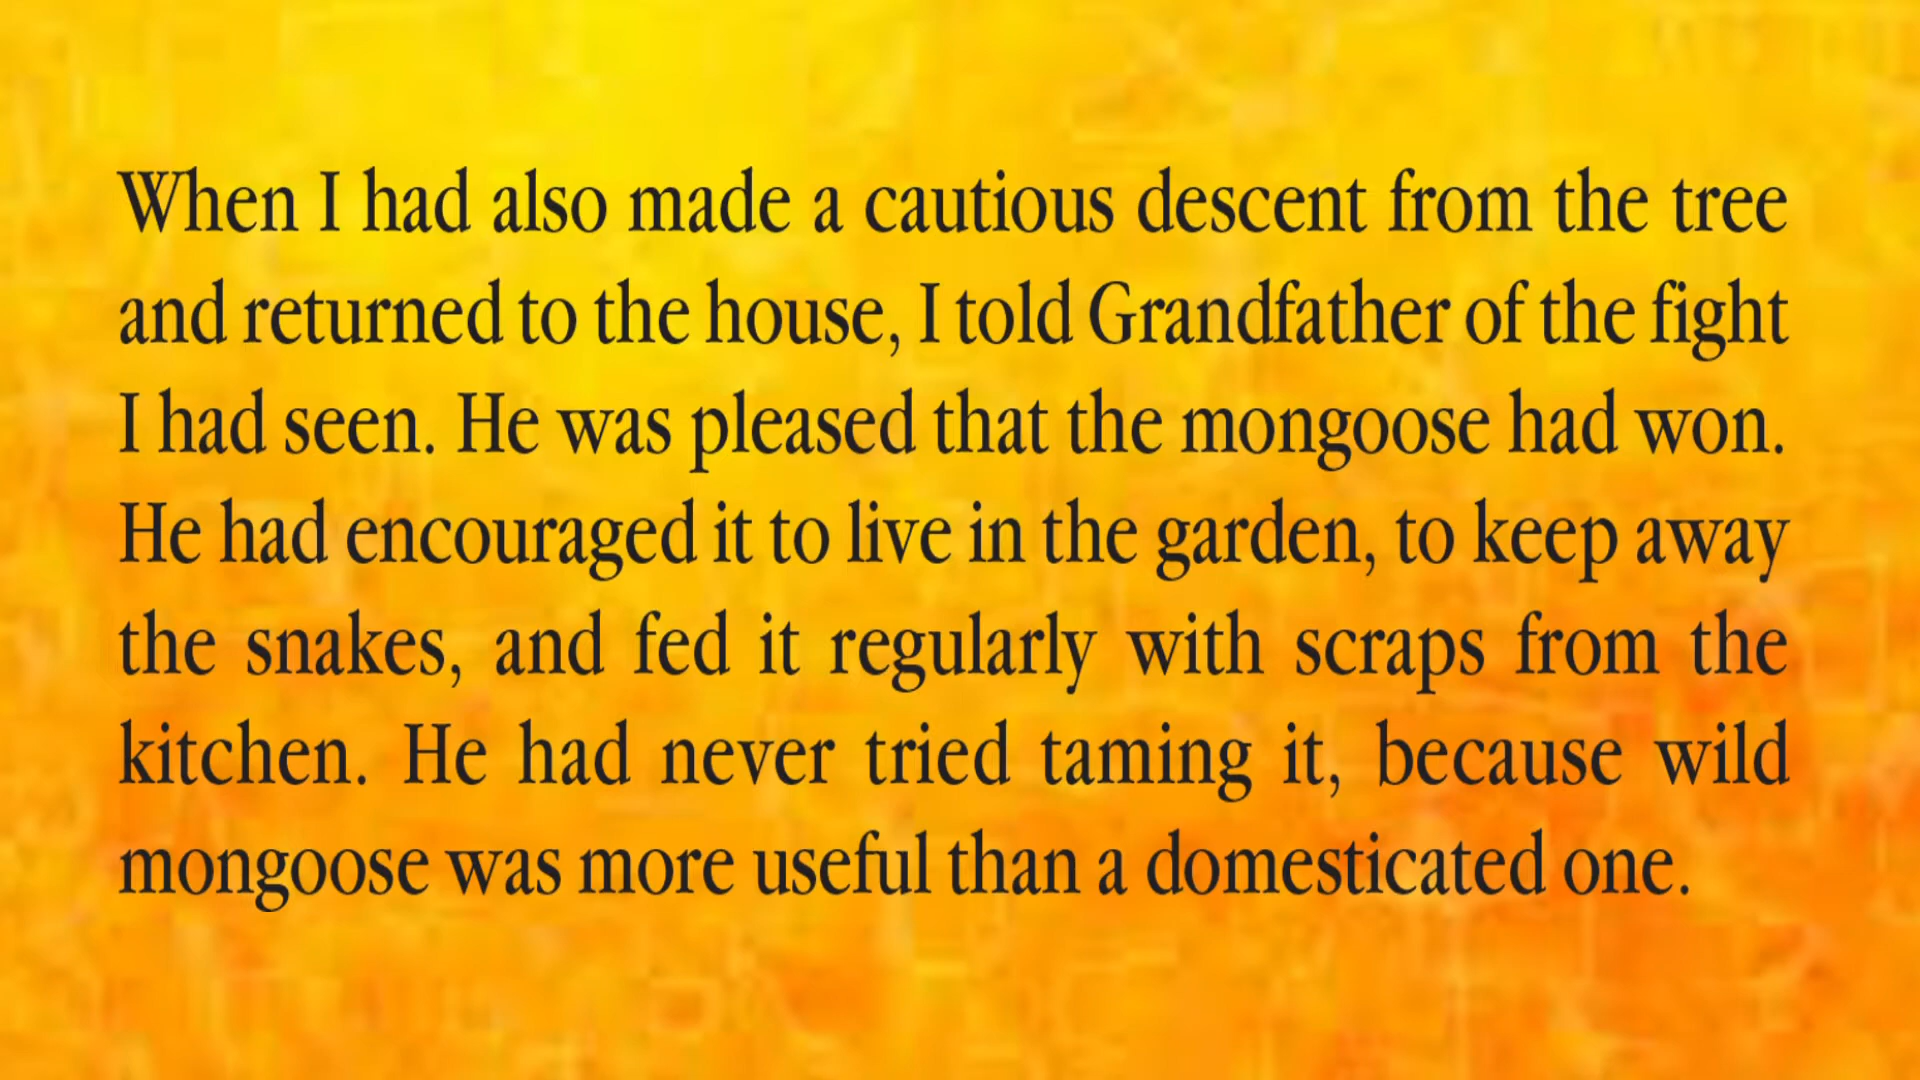 When I had also made a cautious descent from the tree
and returned to the house, I told Grandfather of the fight
I had seen. He was pleased that the mongoose had won.
He had encouraged it to live in the garden, to keep away
the snakes, and fed it regularly with scraps from the
kitchen. He had never tried taming it, because wild
mongoose was more useful than a domesticated one.